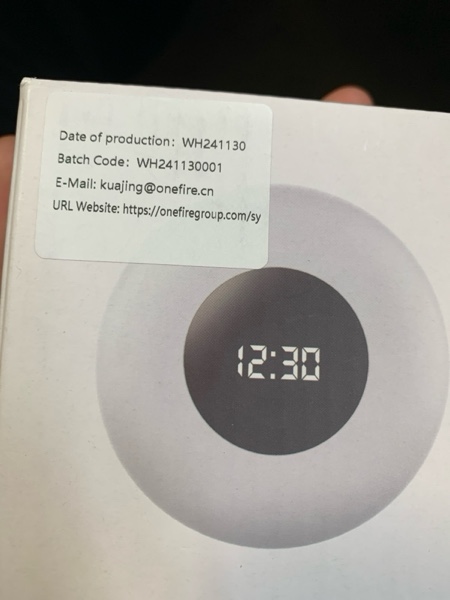 Date of production: WH241130
Batch Code: WH241130001
E-Mail: kuajing@onefire.cn
URL Website: https://onefiregroup.com/sy
12:30